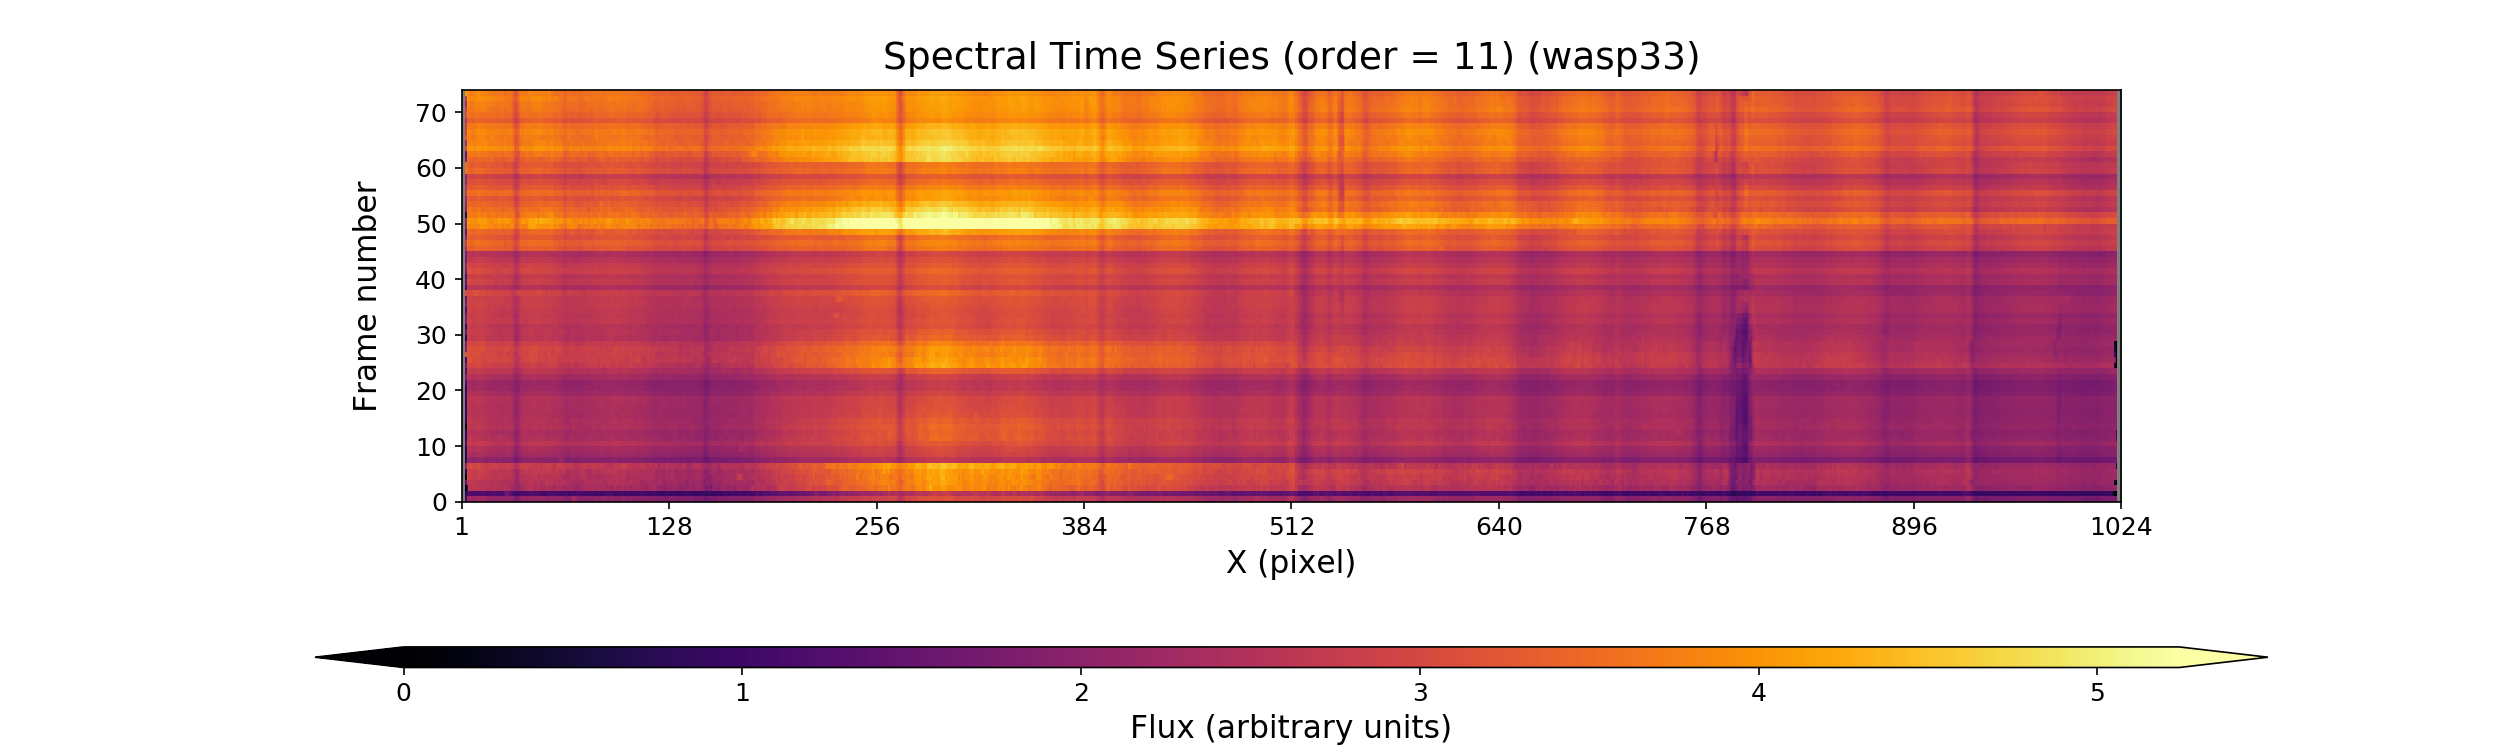 Spectral Time Series (order = 11) (wasp33)
Frame number
70
60
50
40
30
20
10
0
1 128 256 384 512 640 768 896 1024
X (pixel)
0 1 2 3 4 5
Flux (arbitrary units)